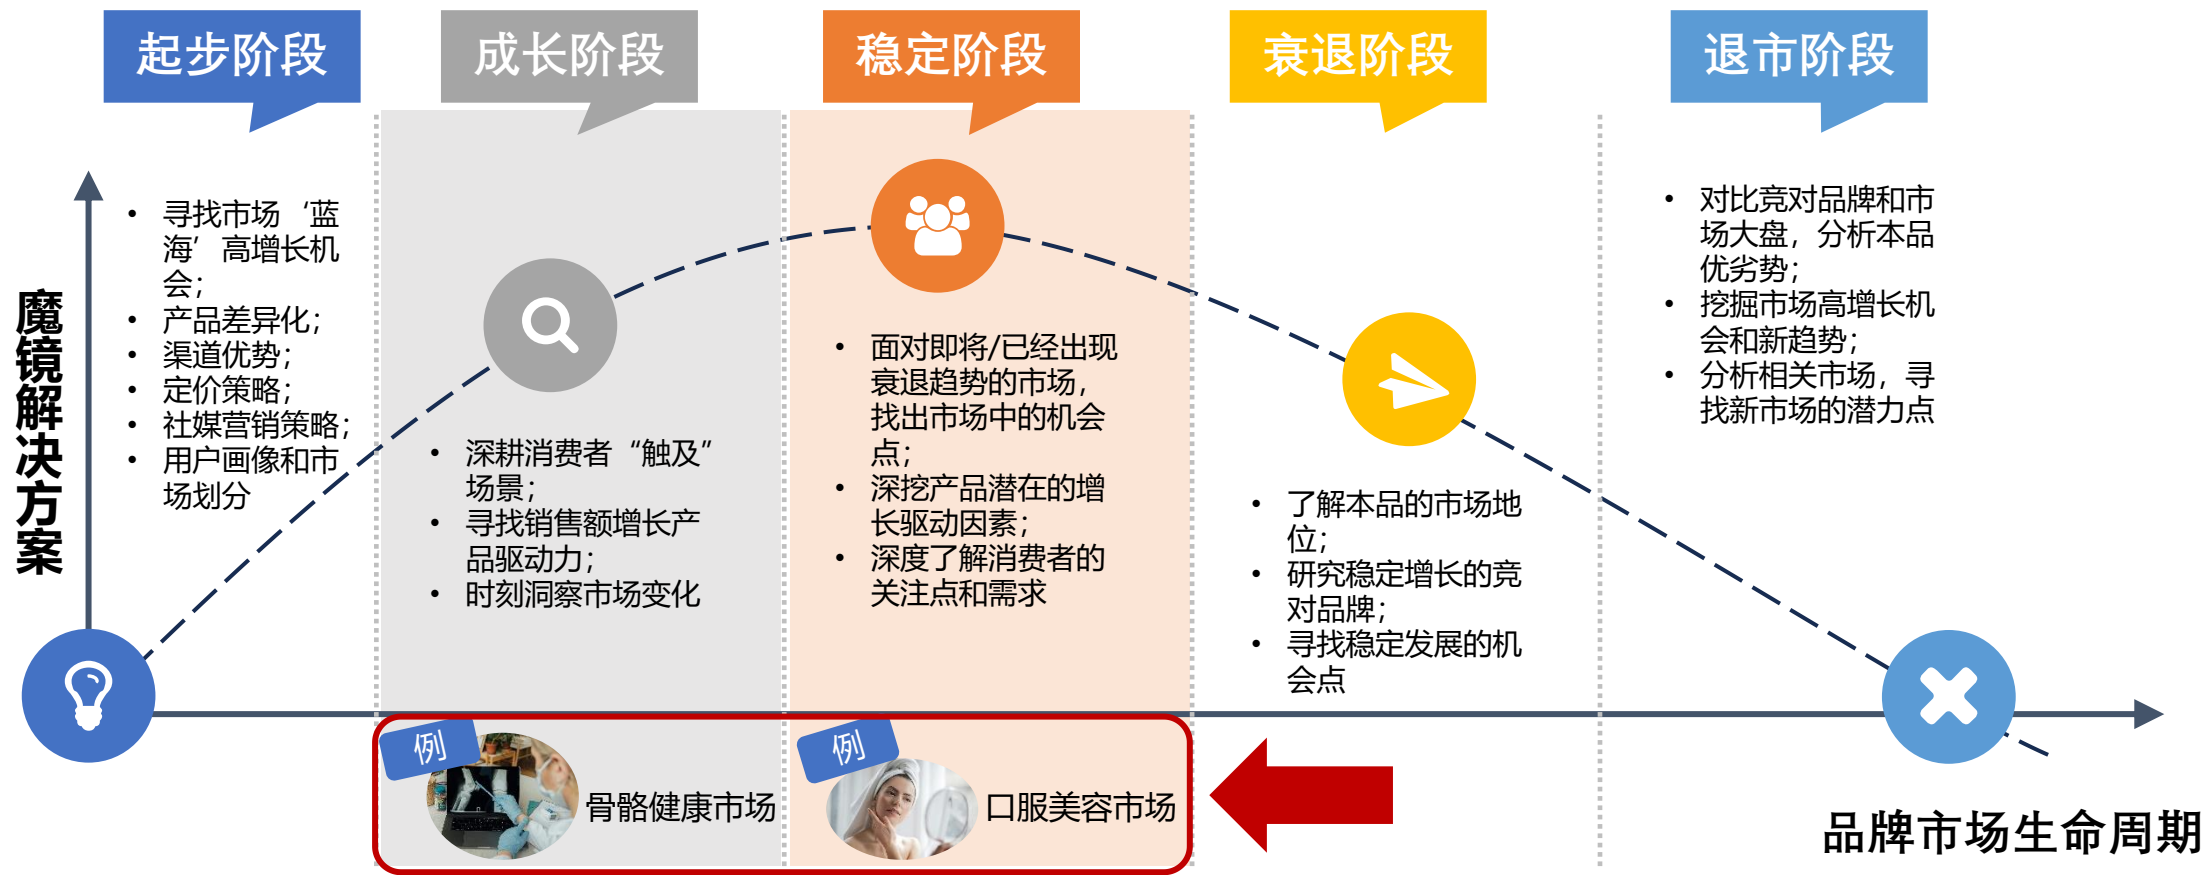 起步阶段
成长阶段
稳定阶段
衰退阶段
退市阶段
魔镜解决方案
• 寻找市场‘蓝
海’高增长机
会；
• 产品差异化；
• 渠道优势；
• 定价策略；
• 社媒营销策略；
• 用户画像和市
场划分
• 深耕消费者“触及”
场景；
• 寻找销售额增长产
品驱动力；
• 时刻洞察市场变化
• 面对即将/已经出现
衰退趋势的市场，
找出市场中的机会
点；
• 深挖产品潜在的增
长驱动因素；
• 深度了解消费者的
关注点和需求
• 了解本品的市场地
位；
• 研究稳定增长的竞
对品牌；
• 寻找稳定发展的机
会点
• 对比竞对品牌和市
场大盘，分析本品
优劣势；
• 挖掘市场高增长机
会和新趋势；
• 分析相关市场，寻
找新市场的潜力点
例
骨骼健康市场
例
口服美容市场
品牌市场生命周期